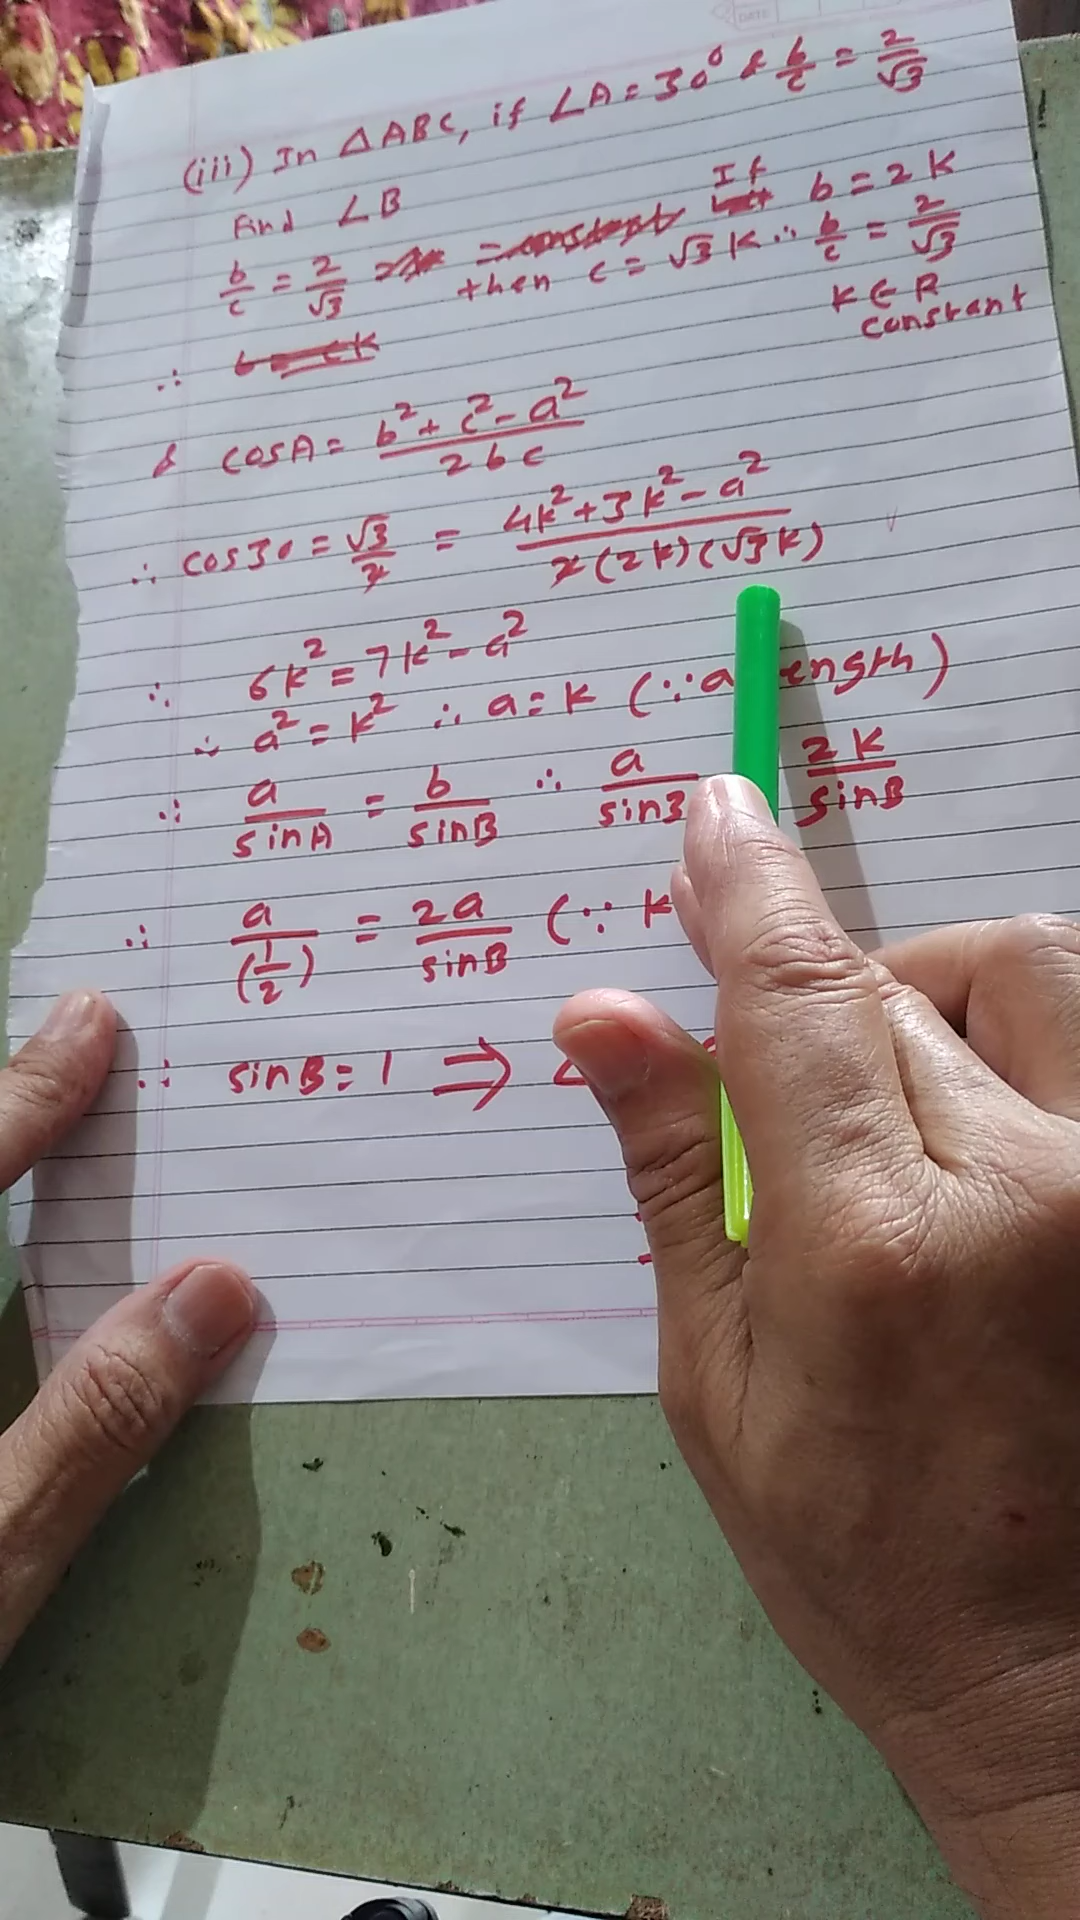 DATE
(iii) In △ABC, if ∠A = 30° & b/c = 2/√3
Find ∠B
b/c = 2/√3 If b = 2K
then c = √3 K ∴ b/c = 2/√3
K ∈ R
constant
∴
& cosA = (b² + c² - a²)/(2bc)
∴ cos30 = √3/2 = (4k² + 3k² - a²)/(2(2k)(√3k))
∴ 6k² = 7k² - a²
∴ a² = k² ∴ a = k (∵ a length)
∴ a/sinA = b/sinB ∴ a/sin3 2K/sinB
∴ a/(1/2) = 2a/sinB (∵ k
∴ sinB = 1 ⇒ ∠